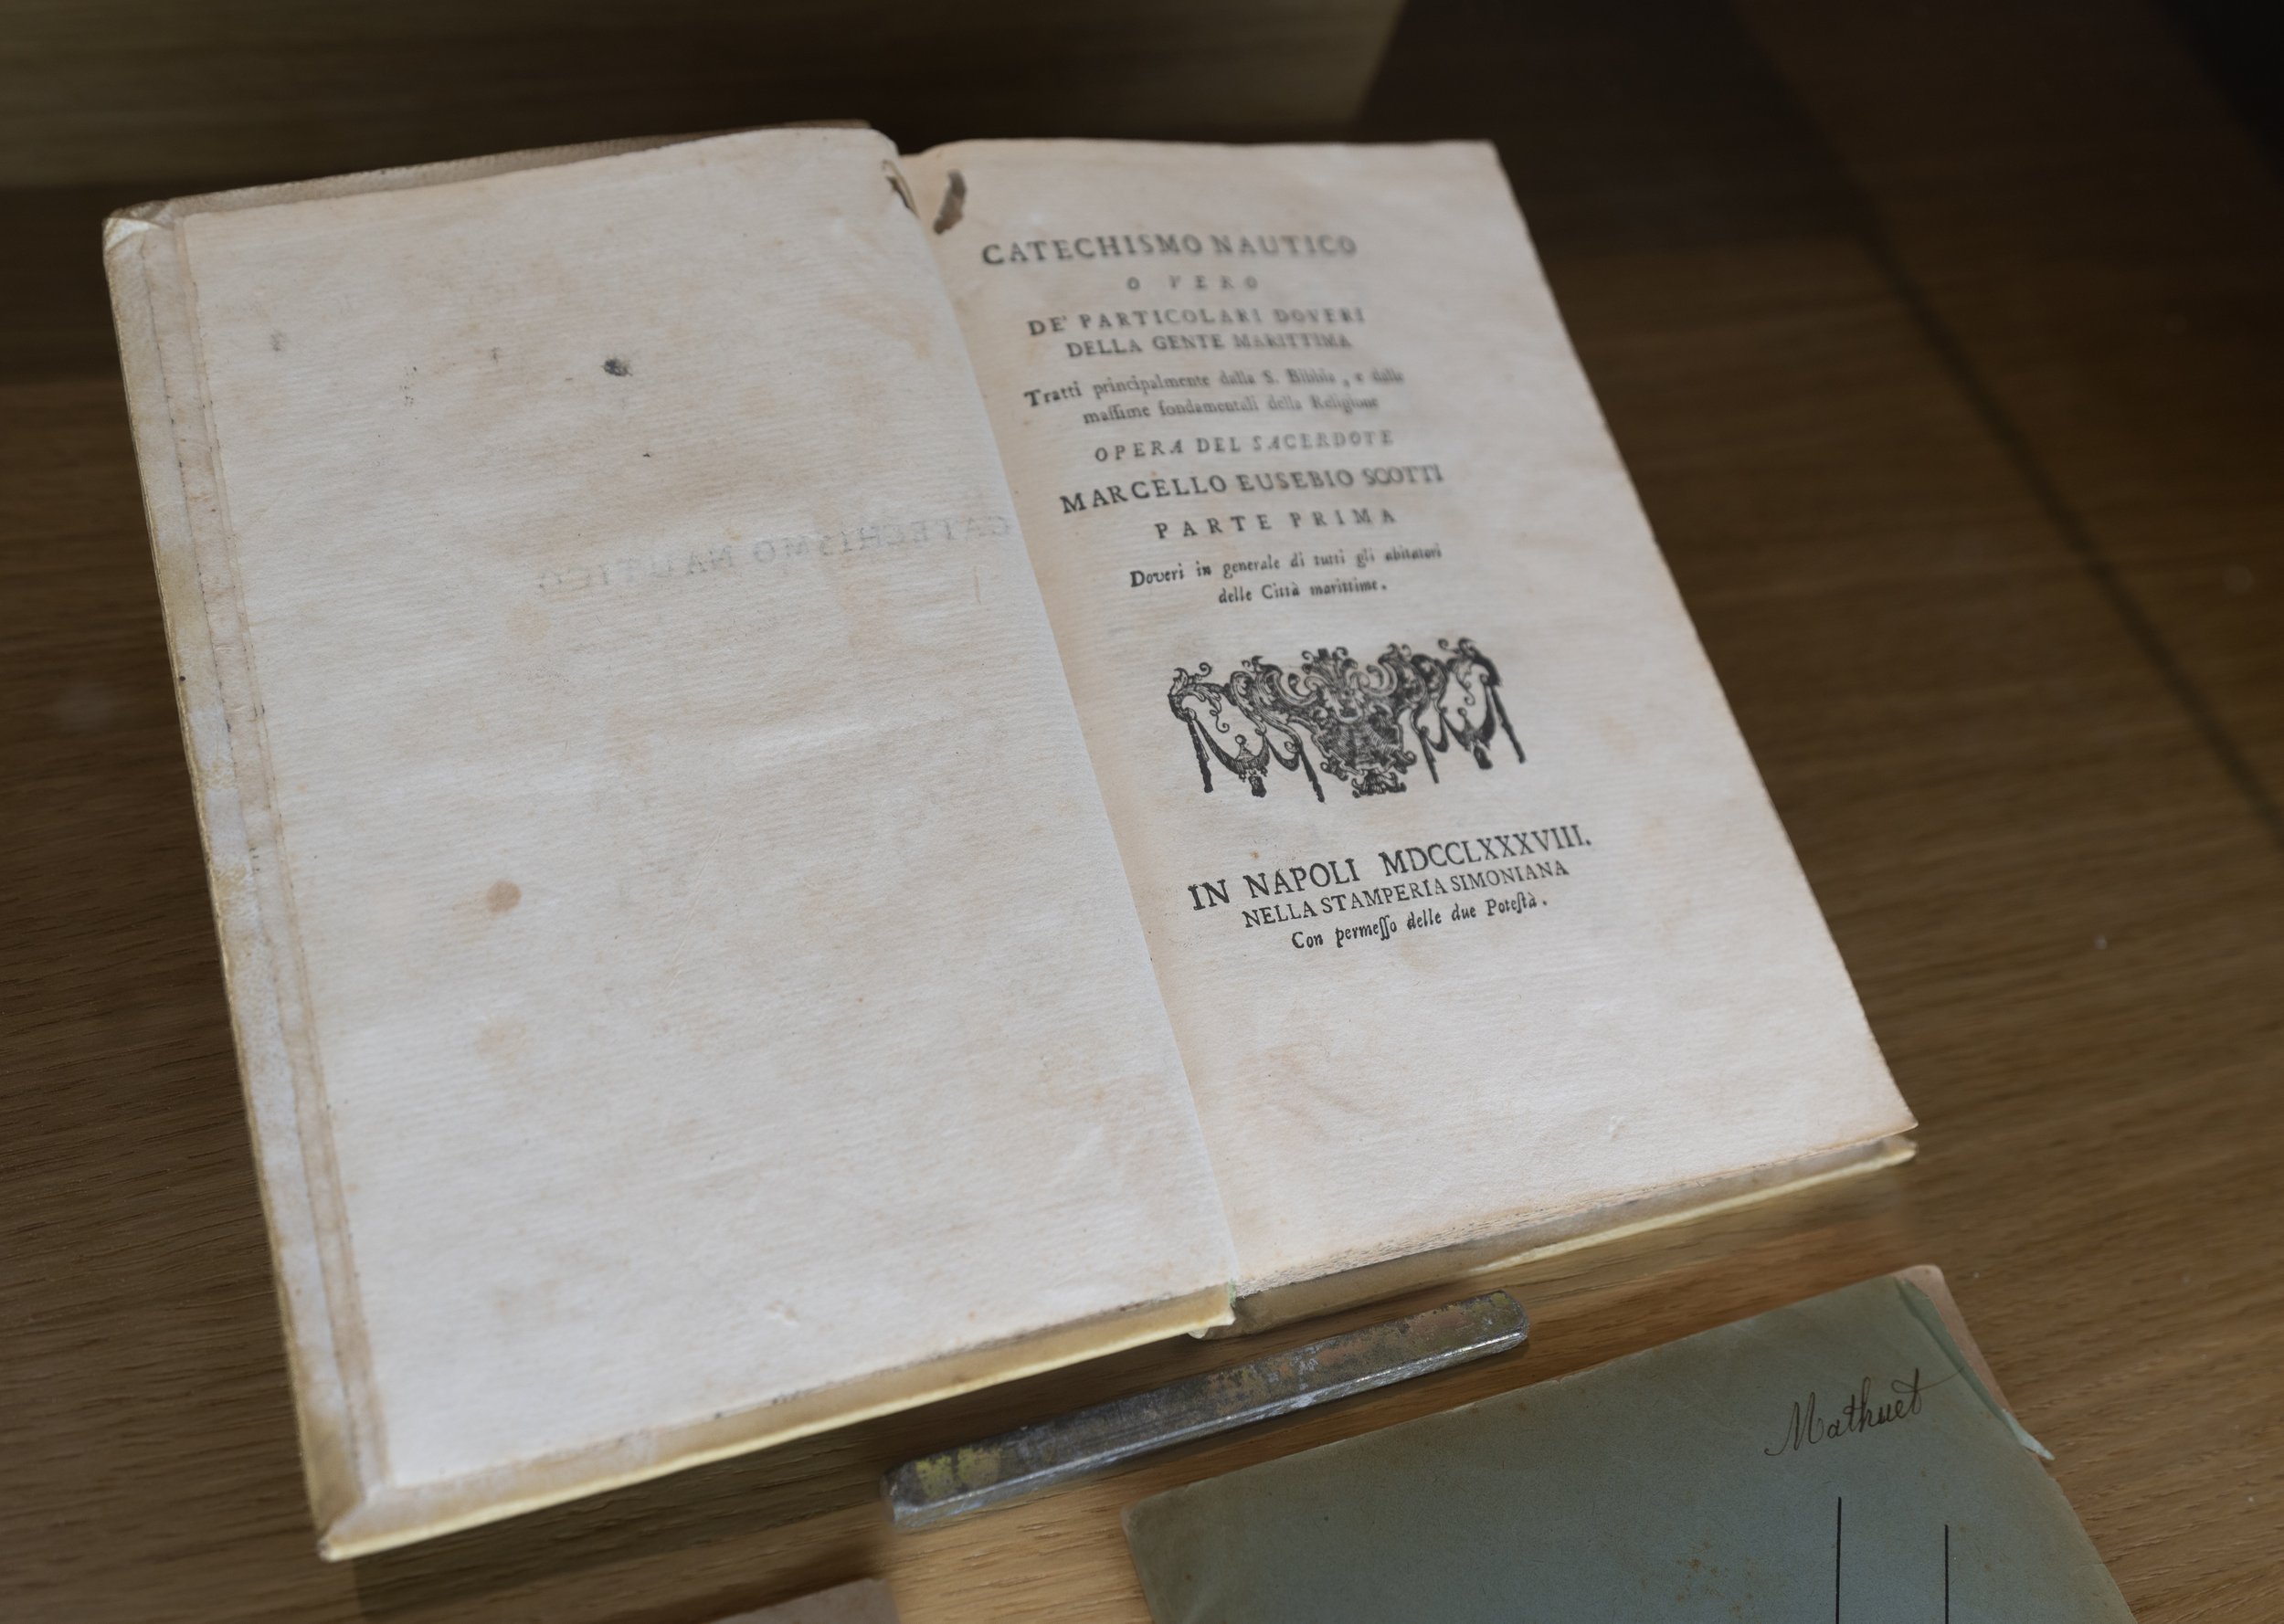 CATECHISMO NAUTICO
CATECHISMO NAUTICO
O VERO
DE' PARTICOLARI DOVERI
DELLA GENTE MARITTIMA
Tratti principalmente dalla S. Bibbia, e dalle
maſſime fondamentali della Religione
OPERA DEL SACERDOTE
MARCELLO EUSEBIO SCOTTI
PARTE PRIMA
Doveri in generale di tutti gli abitatori
delle Città marittime.
IN NAPOLI MDCCLXXXVIII.
NELLA STAMPERIA SIMONIANA
Con permeſſo delle due Poteſtà.
Mathuet